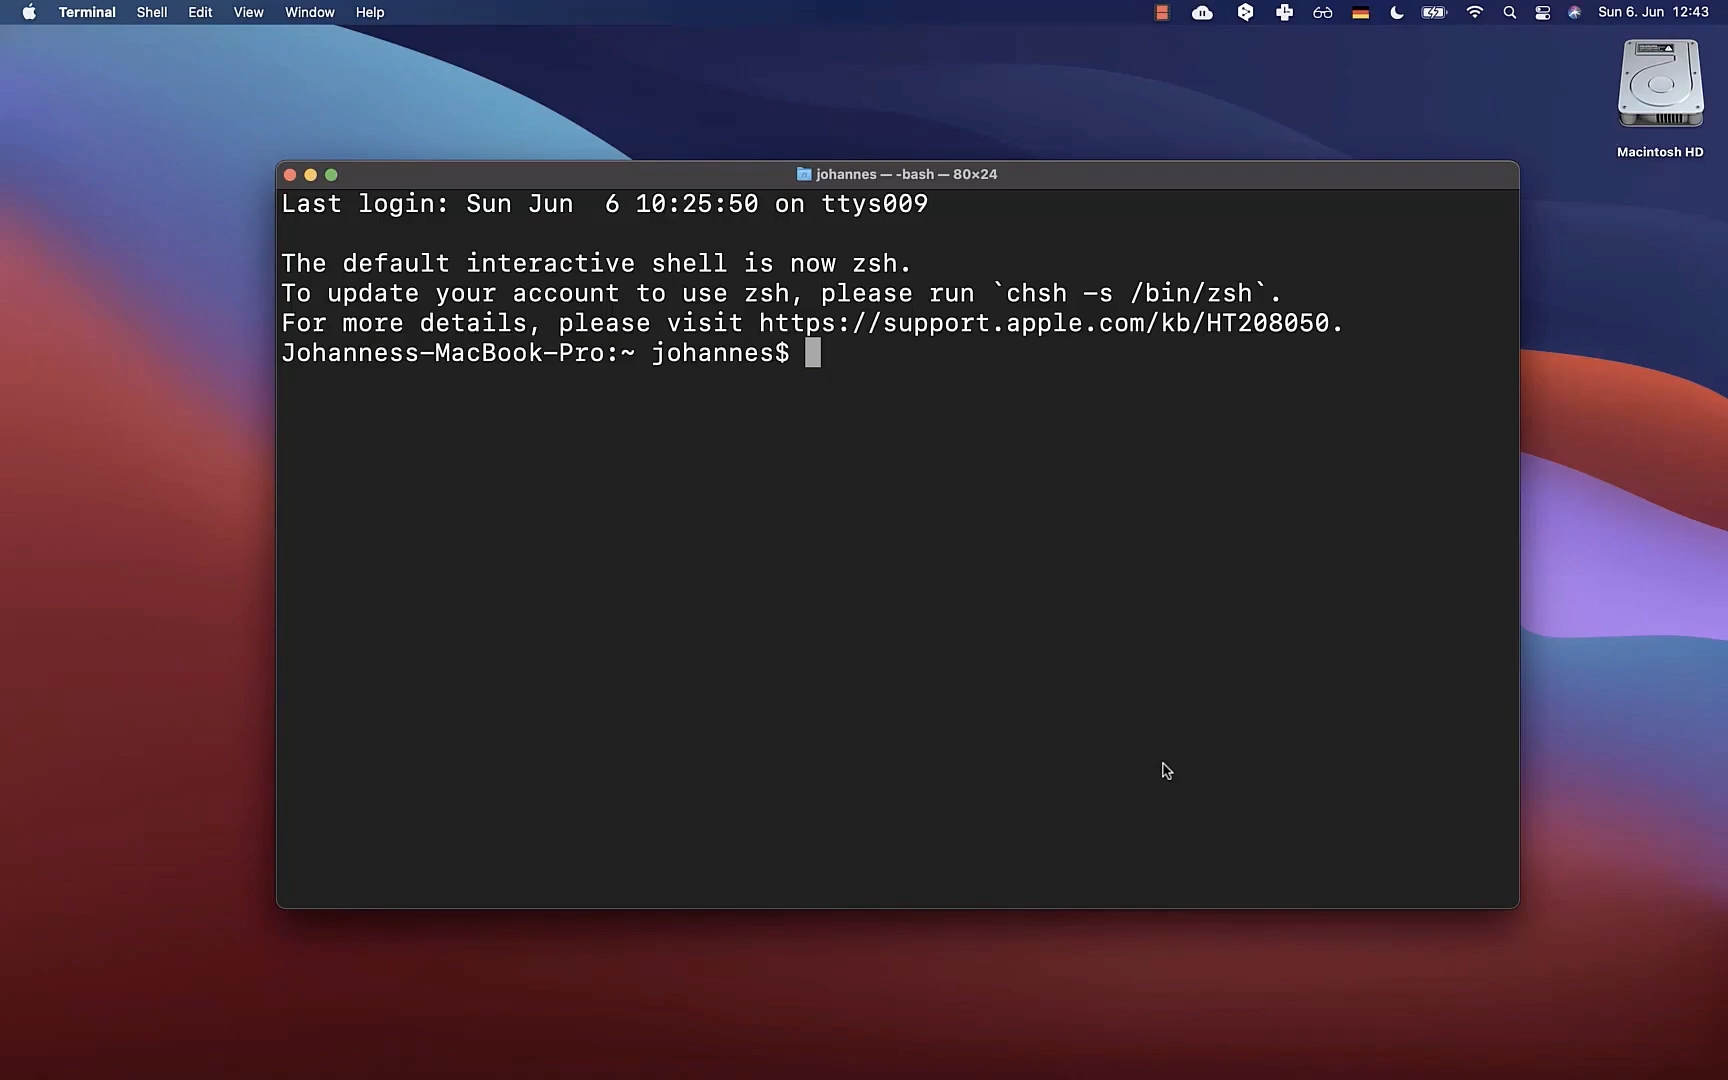 Terminal Shell Edit View Window Help Sun 6. Jun 12:43
Macintosh HD
johannes — -bash — 80×24
Last login: Sun Jun  6 10:25:50 on ttys009
The default interactive shell is now zsh.
To update your account to use zsh, please run `chsh -s /bin/zsh`.
For more details, please visit https://support.apple.com/kb/HT208050.
Johanness-MacBook-Pro:~ johannes$